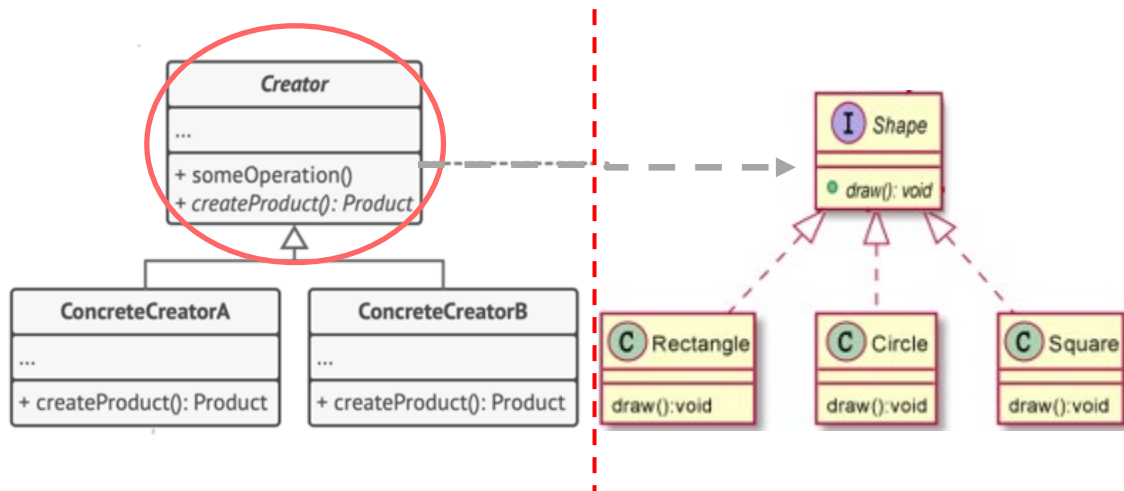 Creator
...
+ someOperation()
+ createProduct(): Product
ConcreteCreatorA
...
+ createProduct(): Product
ConcreteCreatorB
...
+ createProduct(): Product
I Shape
draw(): void
C Rectangle
draw():void
C Circle
draw():void
C Square
draw():void